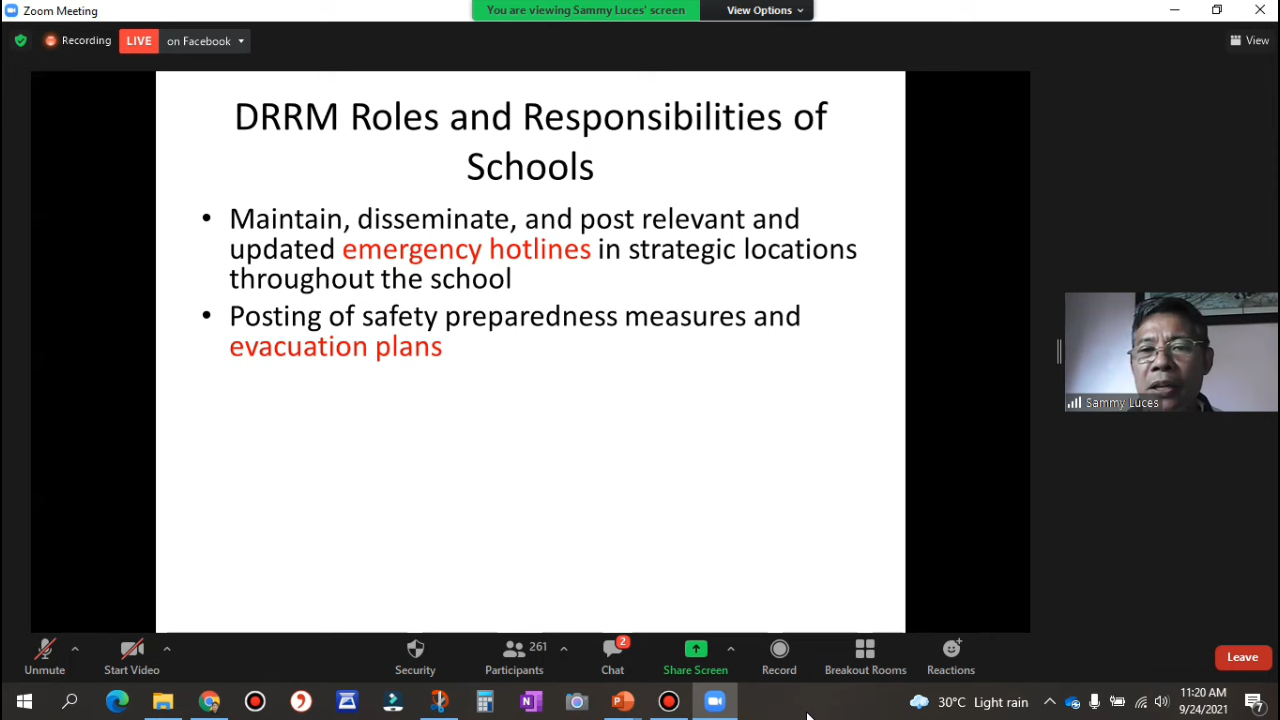 Zoom Meeting
You are viewing Sammy Luces' screen
View Options
Recording
LIVE
on Facebook
View
DRRM Roles and Responsibilities of
Schools
• Maintain, disseminate, and post relevant and
updated emergency hotlines in strategic locations
throughout the school
• Posting of safety preparedness measures and
evacuation plans
Sammy Luces
261
2
Unmute
Start Video
Security
Participants
Chat
Share Screen
Record
Breakout Rooms
Reactions
Leave
30°C Light rain
11:20 AM
9/24/2021
7